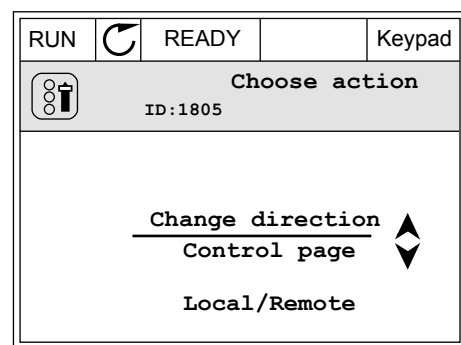 RUN READY Keypad
Choose action
ID:1805
Change direction
Control page
Local/Remote